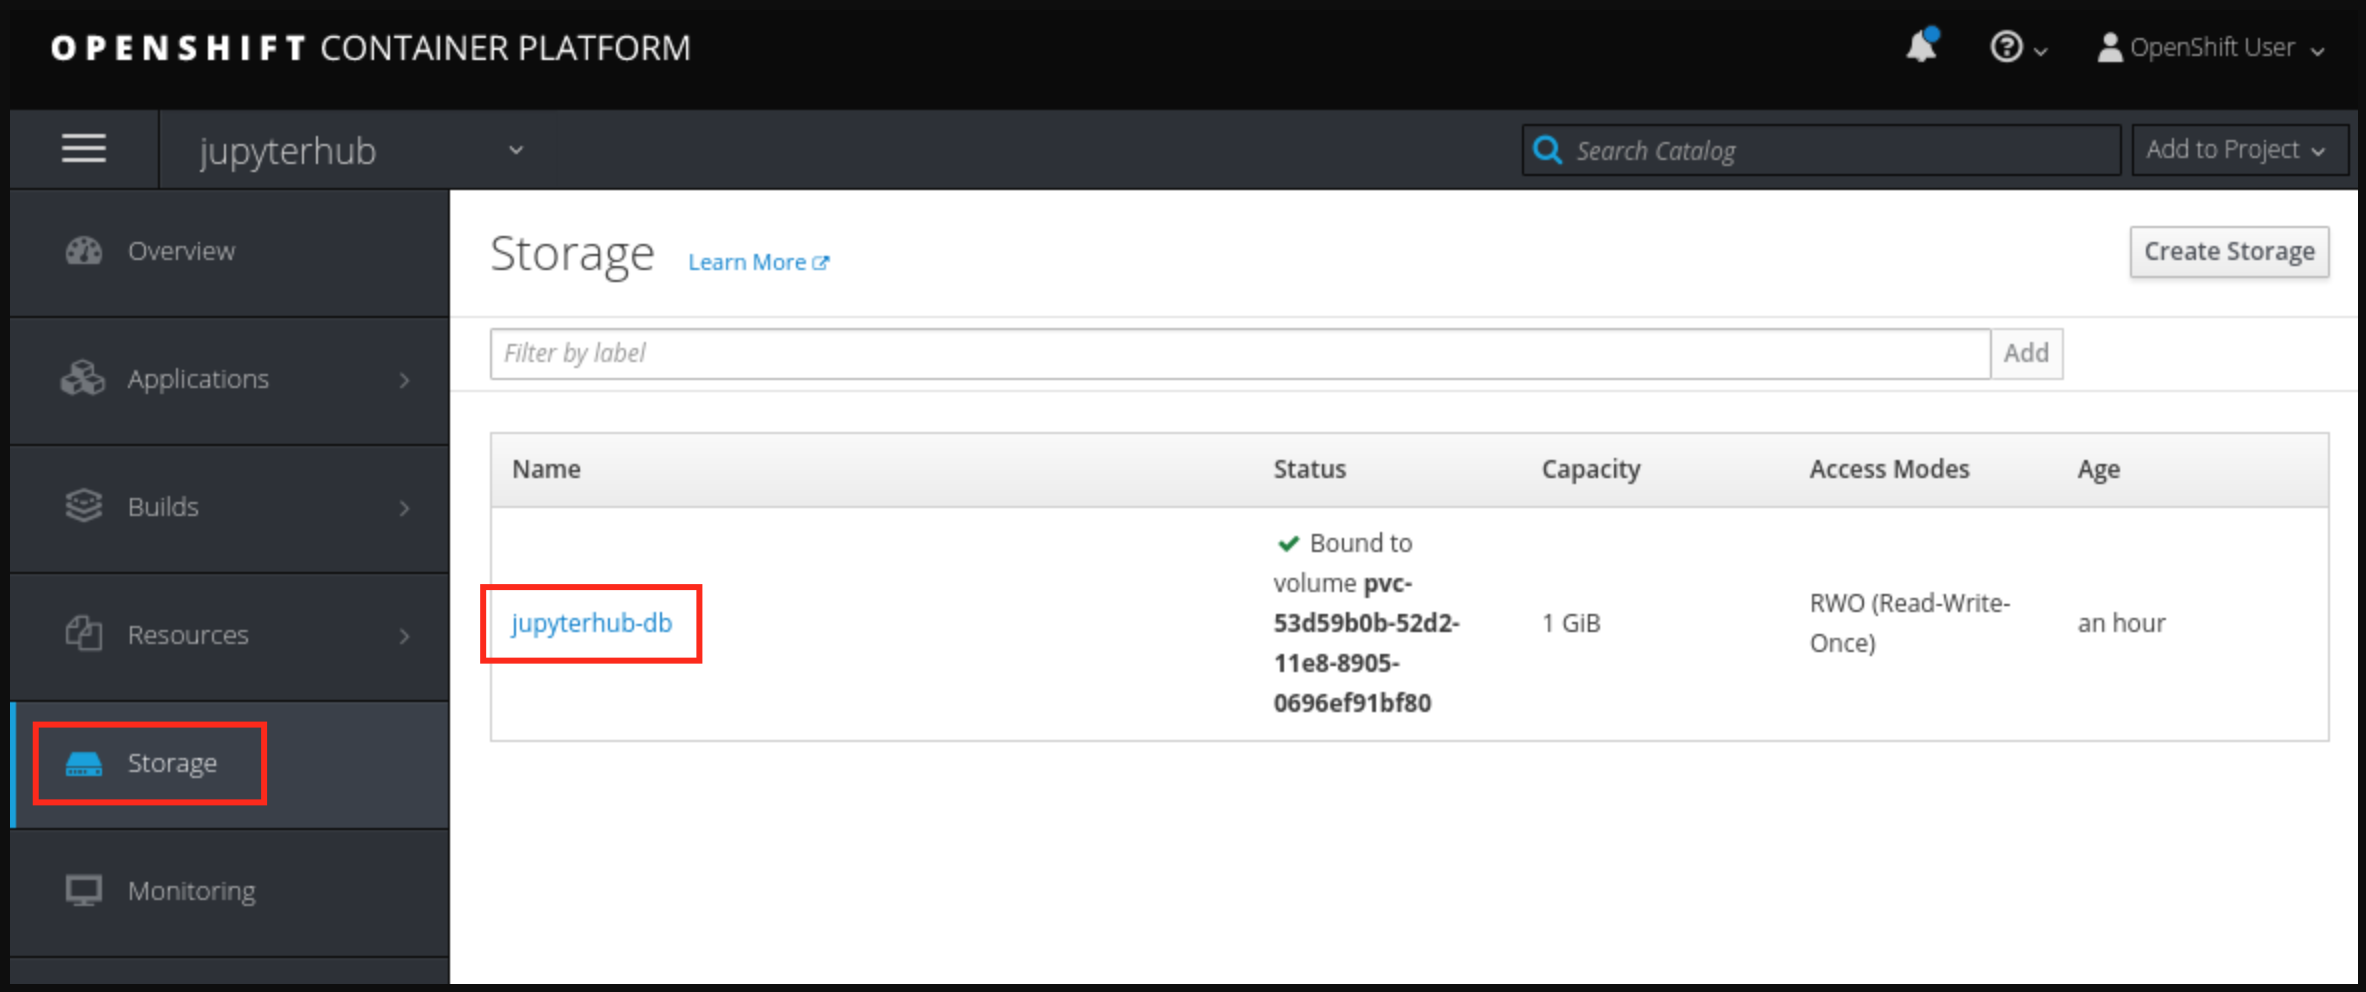 OPENSHIFT CONTAINER PLATFORM
OpenShift User
jupyterhub
Search Catalog
Add to Project
Overview
Applications
Builds
Resources
Storage
Monitoring
Storage
Learn More
Create Storage
Filter by label
Add
Name
Status
Capacity
Access Modes
Age
jupyterhub-db
Bound to
volume pvc-
53d59b0b-52d2-
11e8-8905-
0696ef91bf80
1 GiB
RWO (Read-Write-
Once)
an hour